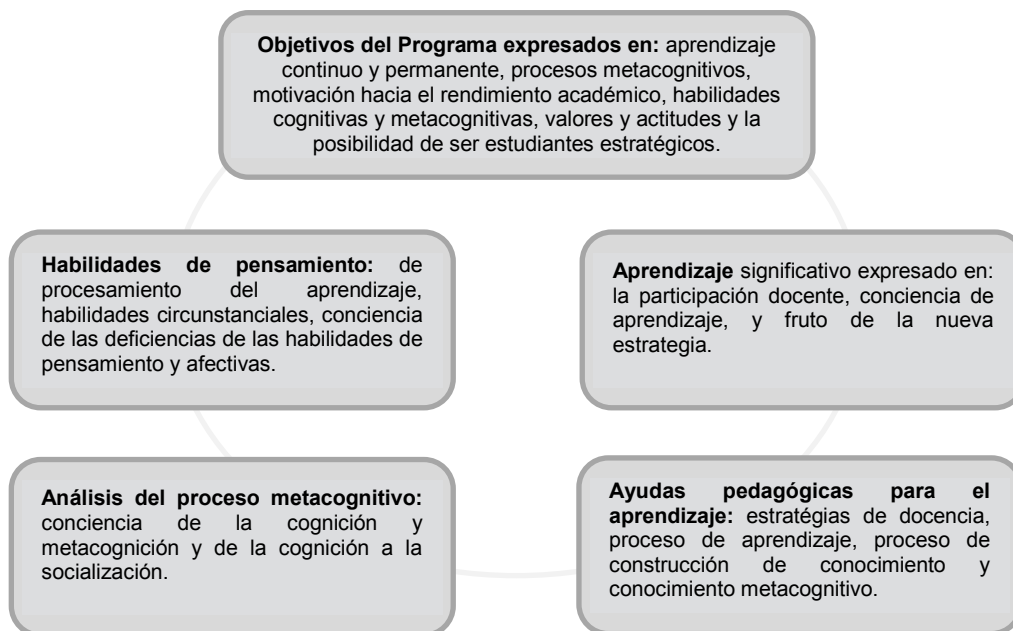 Objetivos del Programa expresados en: aprendizaje
continuo y permanente, procesos metacognitivos,
motivación hacia el rendimiento académico, habilidades
cognitivas y metacognitivas, valores y actitudes y la
posibilidad de ser estudiantes estratégicos.
Habilidades de pensamiento: de
procesamiento del aprendizaje,
habilidades circunstanciales, conciencia
de las deficiencias de las habilidades de
pensamiento y afectivas.
Aprendizaje significativo expresado en:
la participación docente, conciencia de
aprendizaje, y fruto de la nueva
estrategia.
Análisis del proceso metacognitivo:
conciencia de la cognición y
metacognición y de la cognición a la
socialización.
Ayudas pedagógicas para el
aprendizaje: estratégias de docencia,
proceso de aprendizaje, proceso de
construcción de conocimiento y
conocimiento metacognitivo.